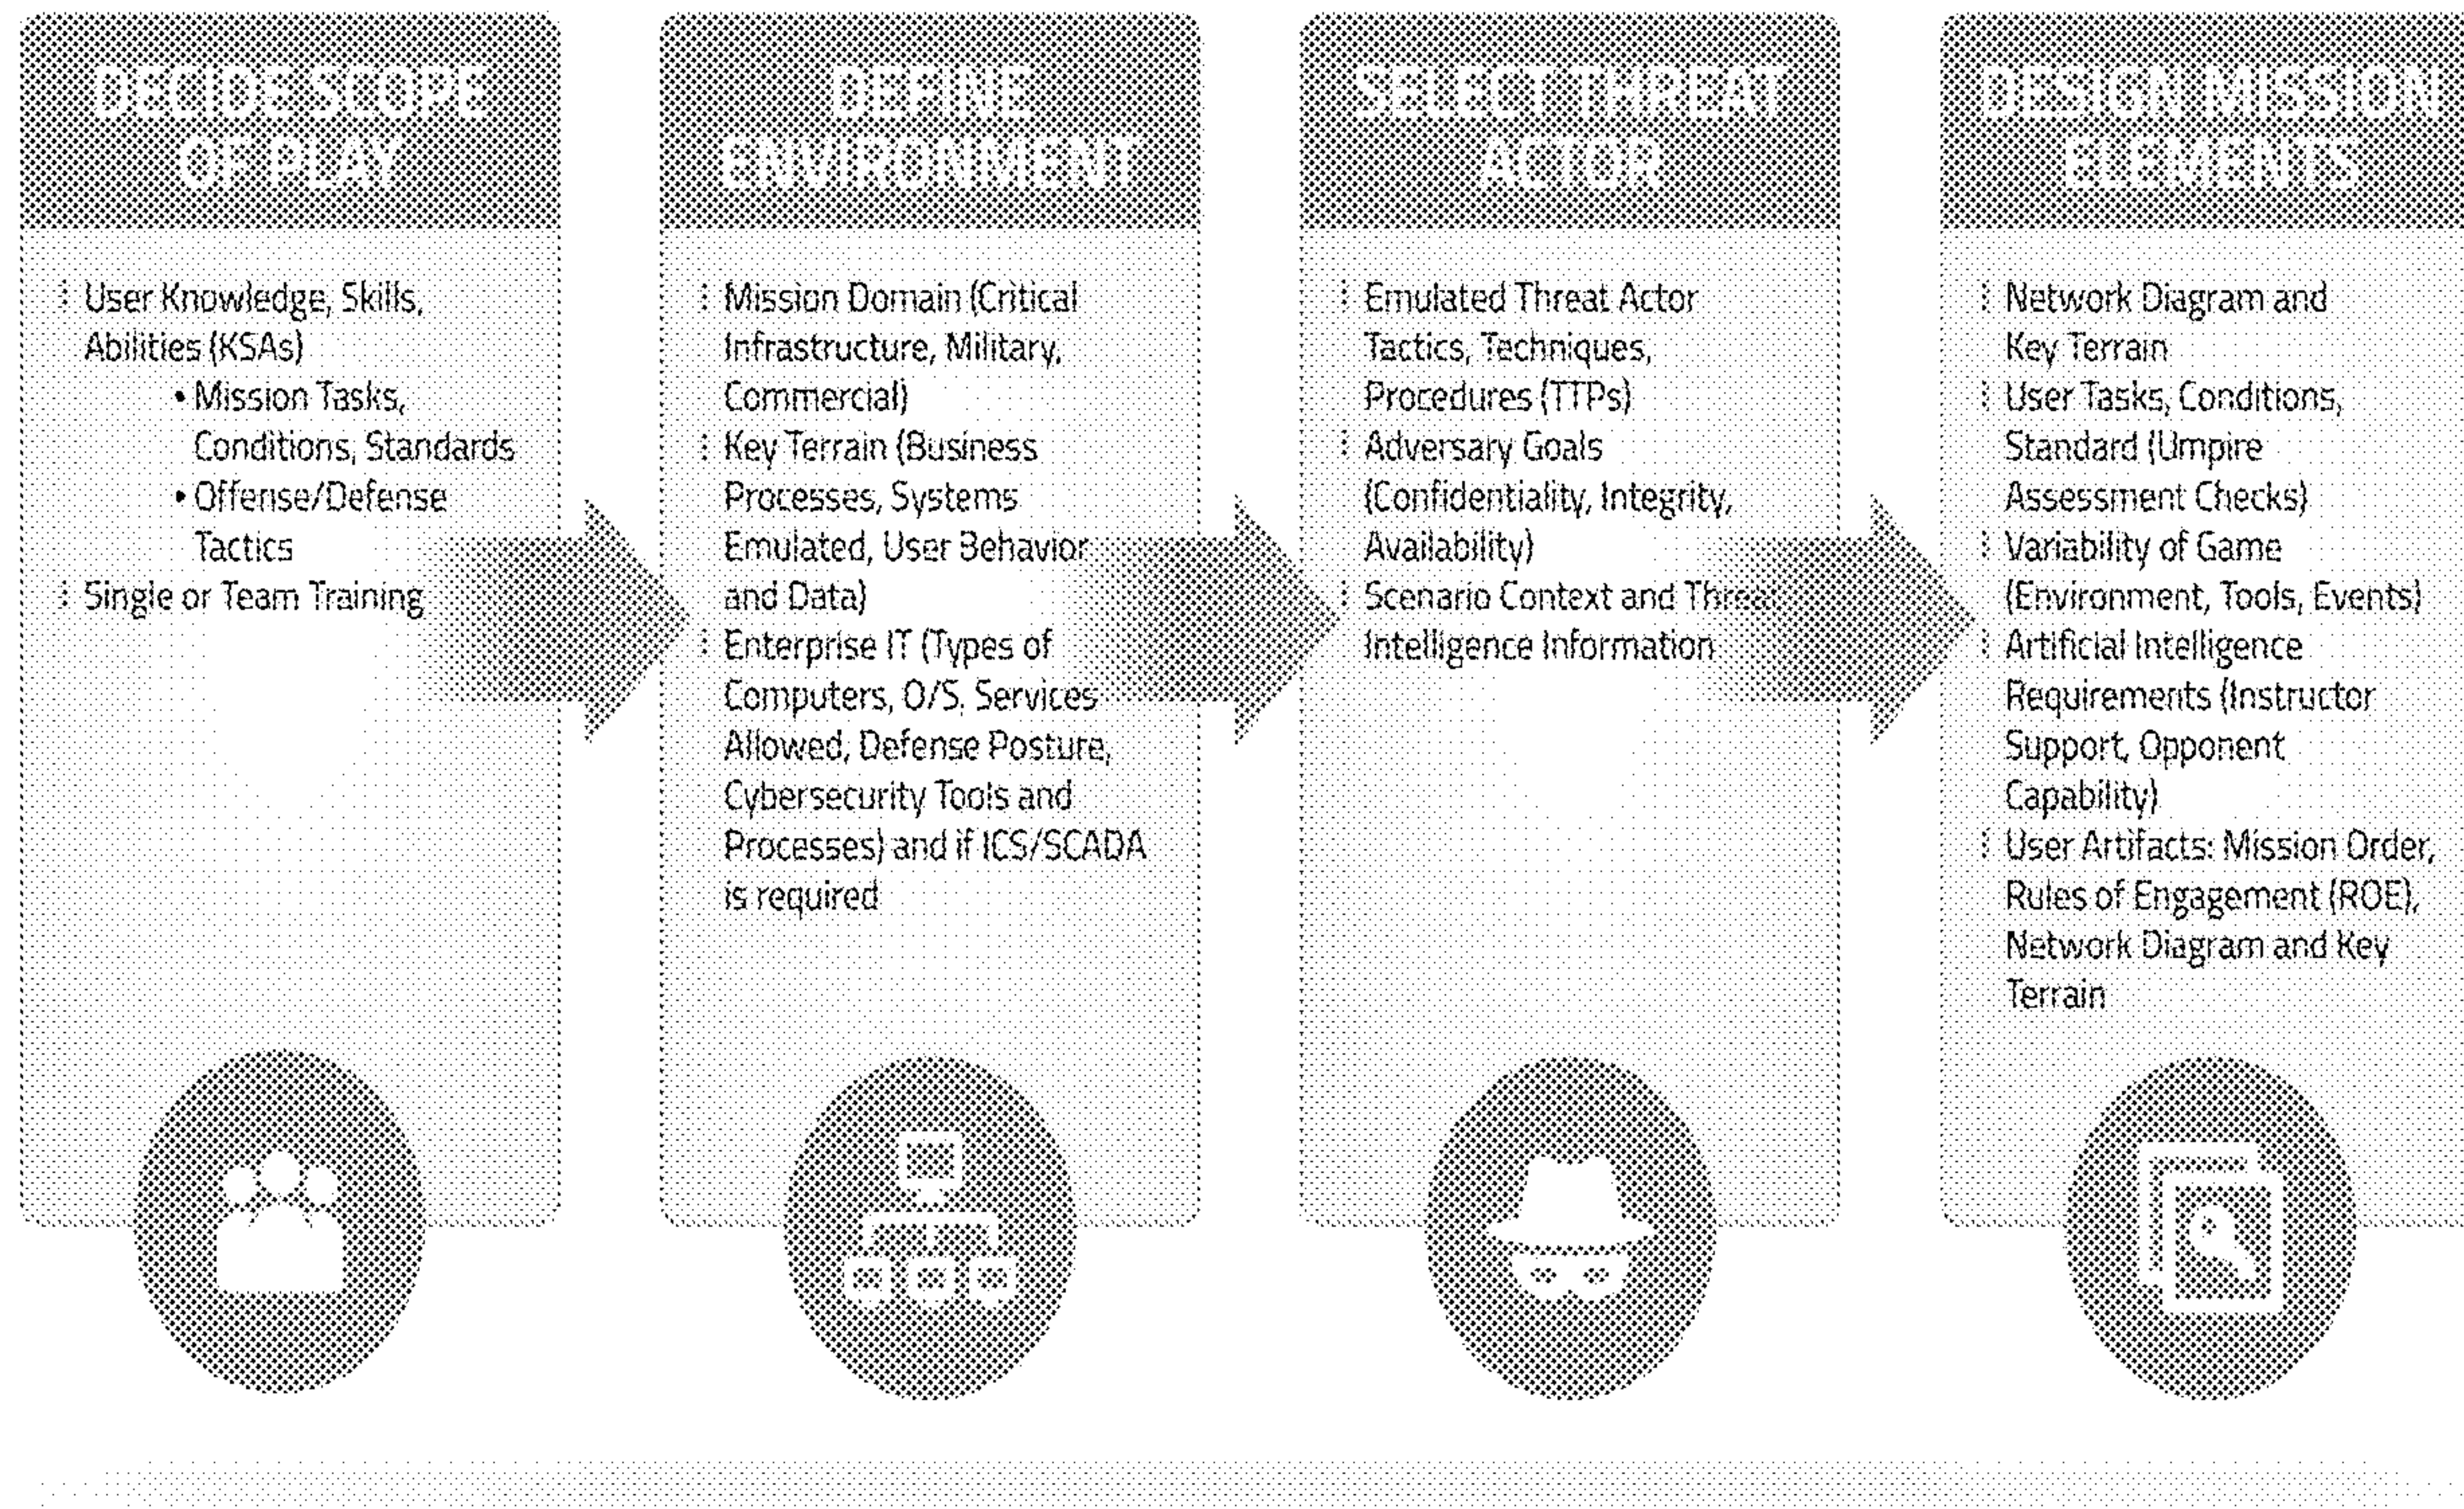 DECIDE SCOPE
OF PLAY
User Knowledge, Skills,
Abilities (KSAs)
• Mission Tasks,
Conditions, Standards
• Offense/Defense
Tactics
Single or Team Training
DEFINE
ENVIRONMENT
Mission Domain (Critical
Infrastructure, Military,
Commercial)
Key Terrain (Business
Processes, Systems
Emulated, User Behavior
and Data)
Enterprise IT (Types of
Computers, O/S, Services
Allowed, Defense Posture,
Cybersecurity Tools and
Processes) and if ICS/SCADA
is required
SELECT THREAT
ACTOR
Emulated Threat Actor
Tactics, Techniques,
Procedures (TTPs)
Adversary Goals
(Confidentiality, Integrity,
Availability)
Scenario Context and Threat
Intelligence Information
DESIGN MISSION
ELEMENTS
Network Diagram and
Key Terrain
User Tasks, Conditions,
Standard (Umpire
Assessment Checks)
Variability of Game
(Environment, Tools, Events)
Artificial Intelligence
Requirements (Instructor
Support, Opponent
Capability)
User Artifacts: Mission Order,
Rules of Engagement (ROE),
Network Diagram and Key
Terrain